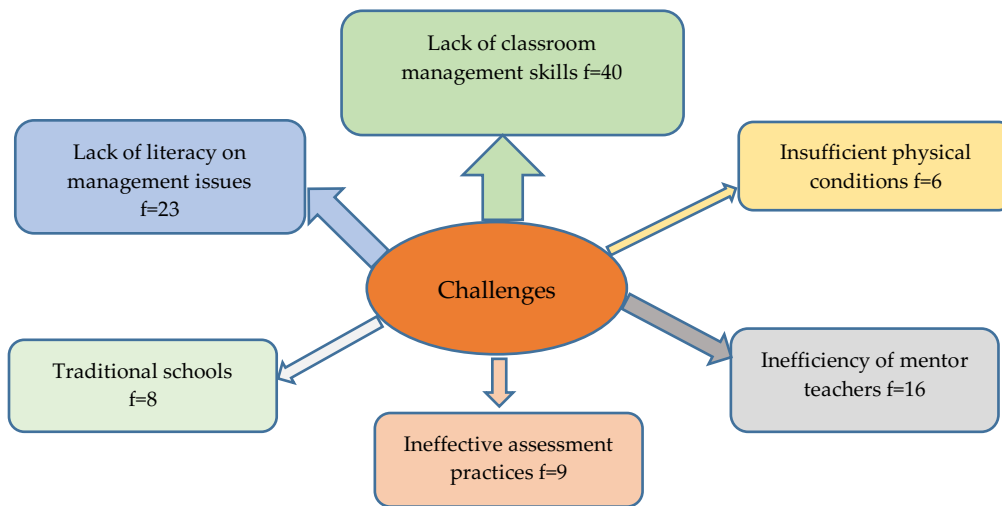 Lack of classroom
management skills f=40
Lack of literacy on
management issues
f=23
Insufficient physical
conditions f=6
Challenges
Traditional schools
f=8
Inefficiency of mentor
teachers f=16
Ineffective assessment
practices f=9